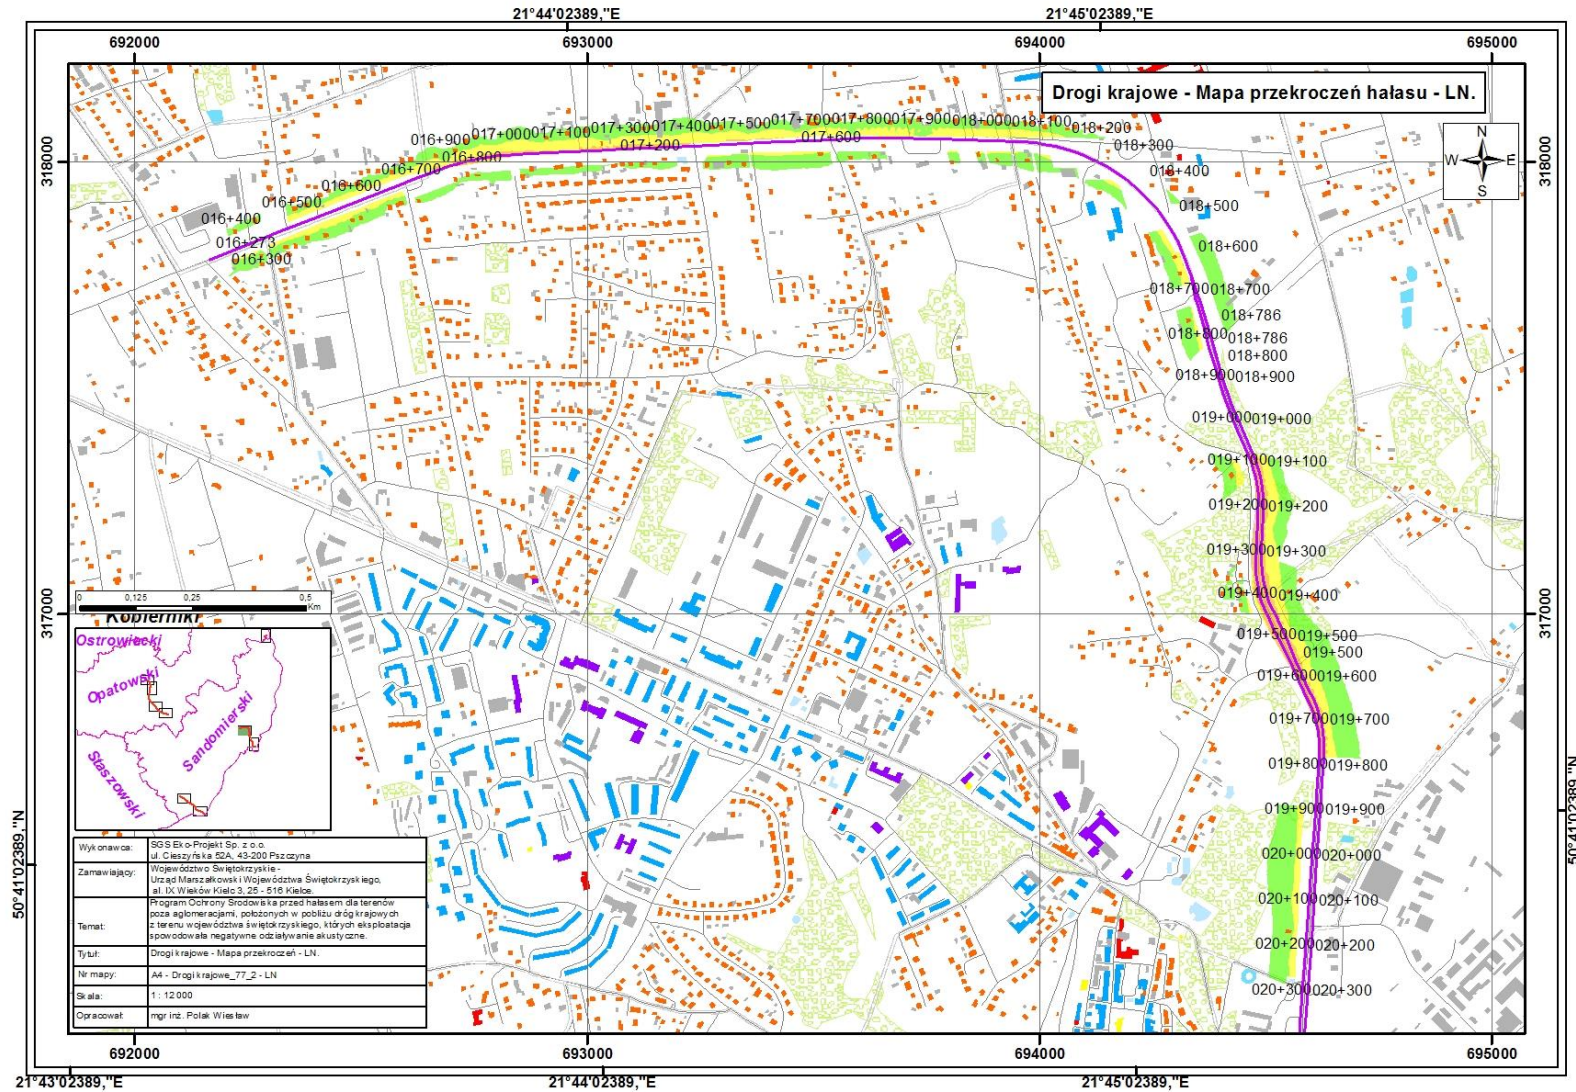 21°44'02389,"E
21°45'02389,"E
692000
693000
694000
695000
Drogi krajowe - Mapa przekroczeń hałasu - LN.
N
W
E
S
318000
318000
016+900
017+000
017+100
017+300
017+400
017+500
017+700
017+800
017+900
018+000
018+100
018+200
016+800
017+200
017+600
018+300
016+700
018+400
016+600
016+500
018+500
016+400
016+273
018+600
016+300
018+700
018+700
018+786
018+800
018+786
018+800
018+900
018+900
019+000
019+000
019+100
019+100
019+200
019+200
019+300
019+300
019+400
019+400
019+500
019+500
019+500
019+600
019+600
019+700
019+700
019+800
019+800
019+900
019+900
020+000
020+000
020+100
020+100
020+200
020+200
020+300
020+300
317000
317000
0
0,125
0,25
0,5
Km
Kobierniki
Ostrowiecki
Opatowski
Sandomierski
Staszowski
Wykonawca:
SGS Eko-Projekt Sp. z o.o.
ul. Cieszyńska 52A, 43-200 Pszczyna
Zamawiający:
Województwo Świętokrzyskie -
Urząd Marszałkowski Województwa Świętokrzyskiego,
al. IX Wieków Kielc 3, 25 - 516 Kielce.
Temat:
Program Ochrony Środowiska przed hałasem dla terenów
poza aglomeracjami, położonych w pobliżu dróg krajowych
z terenu województwa świętokrzyskiego, których eksploatacja
spowodowała negatywne odziaływanie akustyczne.
Tytuł:
Drogi krajowe - Mapa przekroczeń - LN.
Nr mapy:
A4 - Drogi krajowe_77_2 - LN
Skala:
1 : 12 000
Opracował:
mgr inż. Polak Wiesław
50°41'02389,"N
50°41'02389,"N
692000
693000
694000
695000
21°43'02389,"E
21°44'02389,"E
21°45'02389,"E